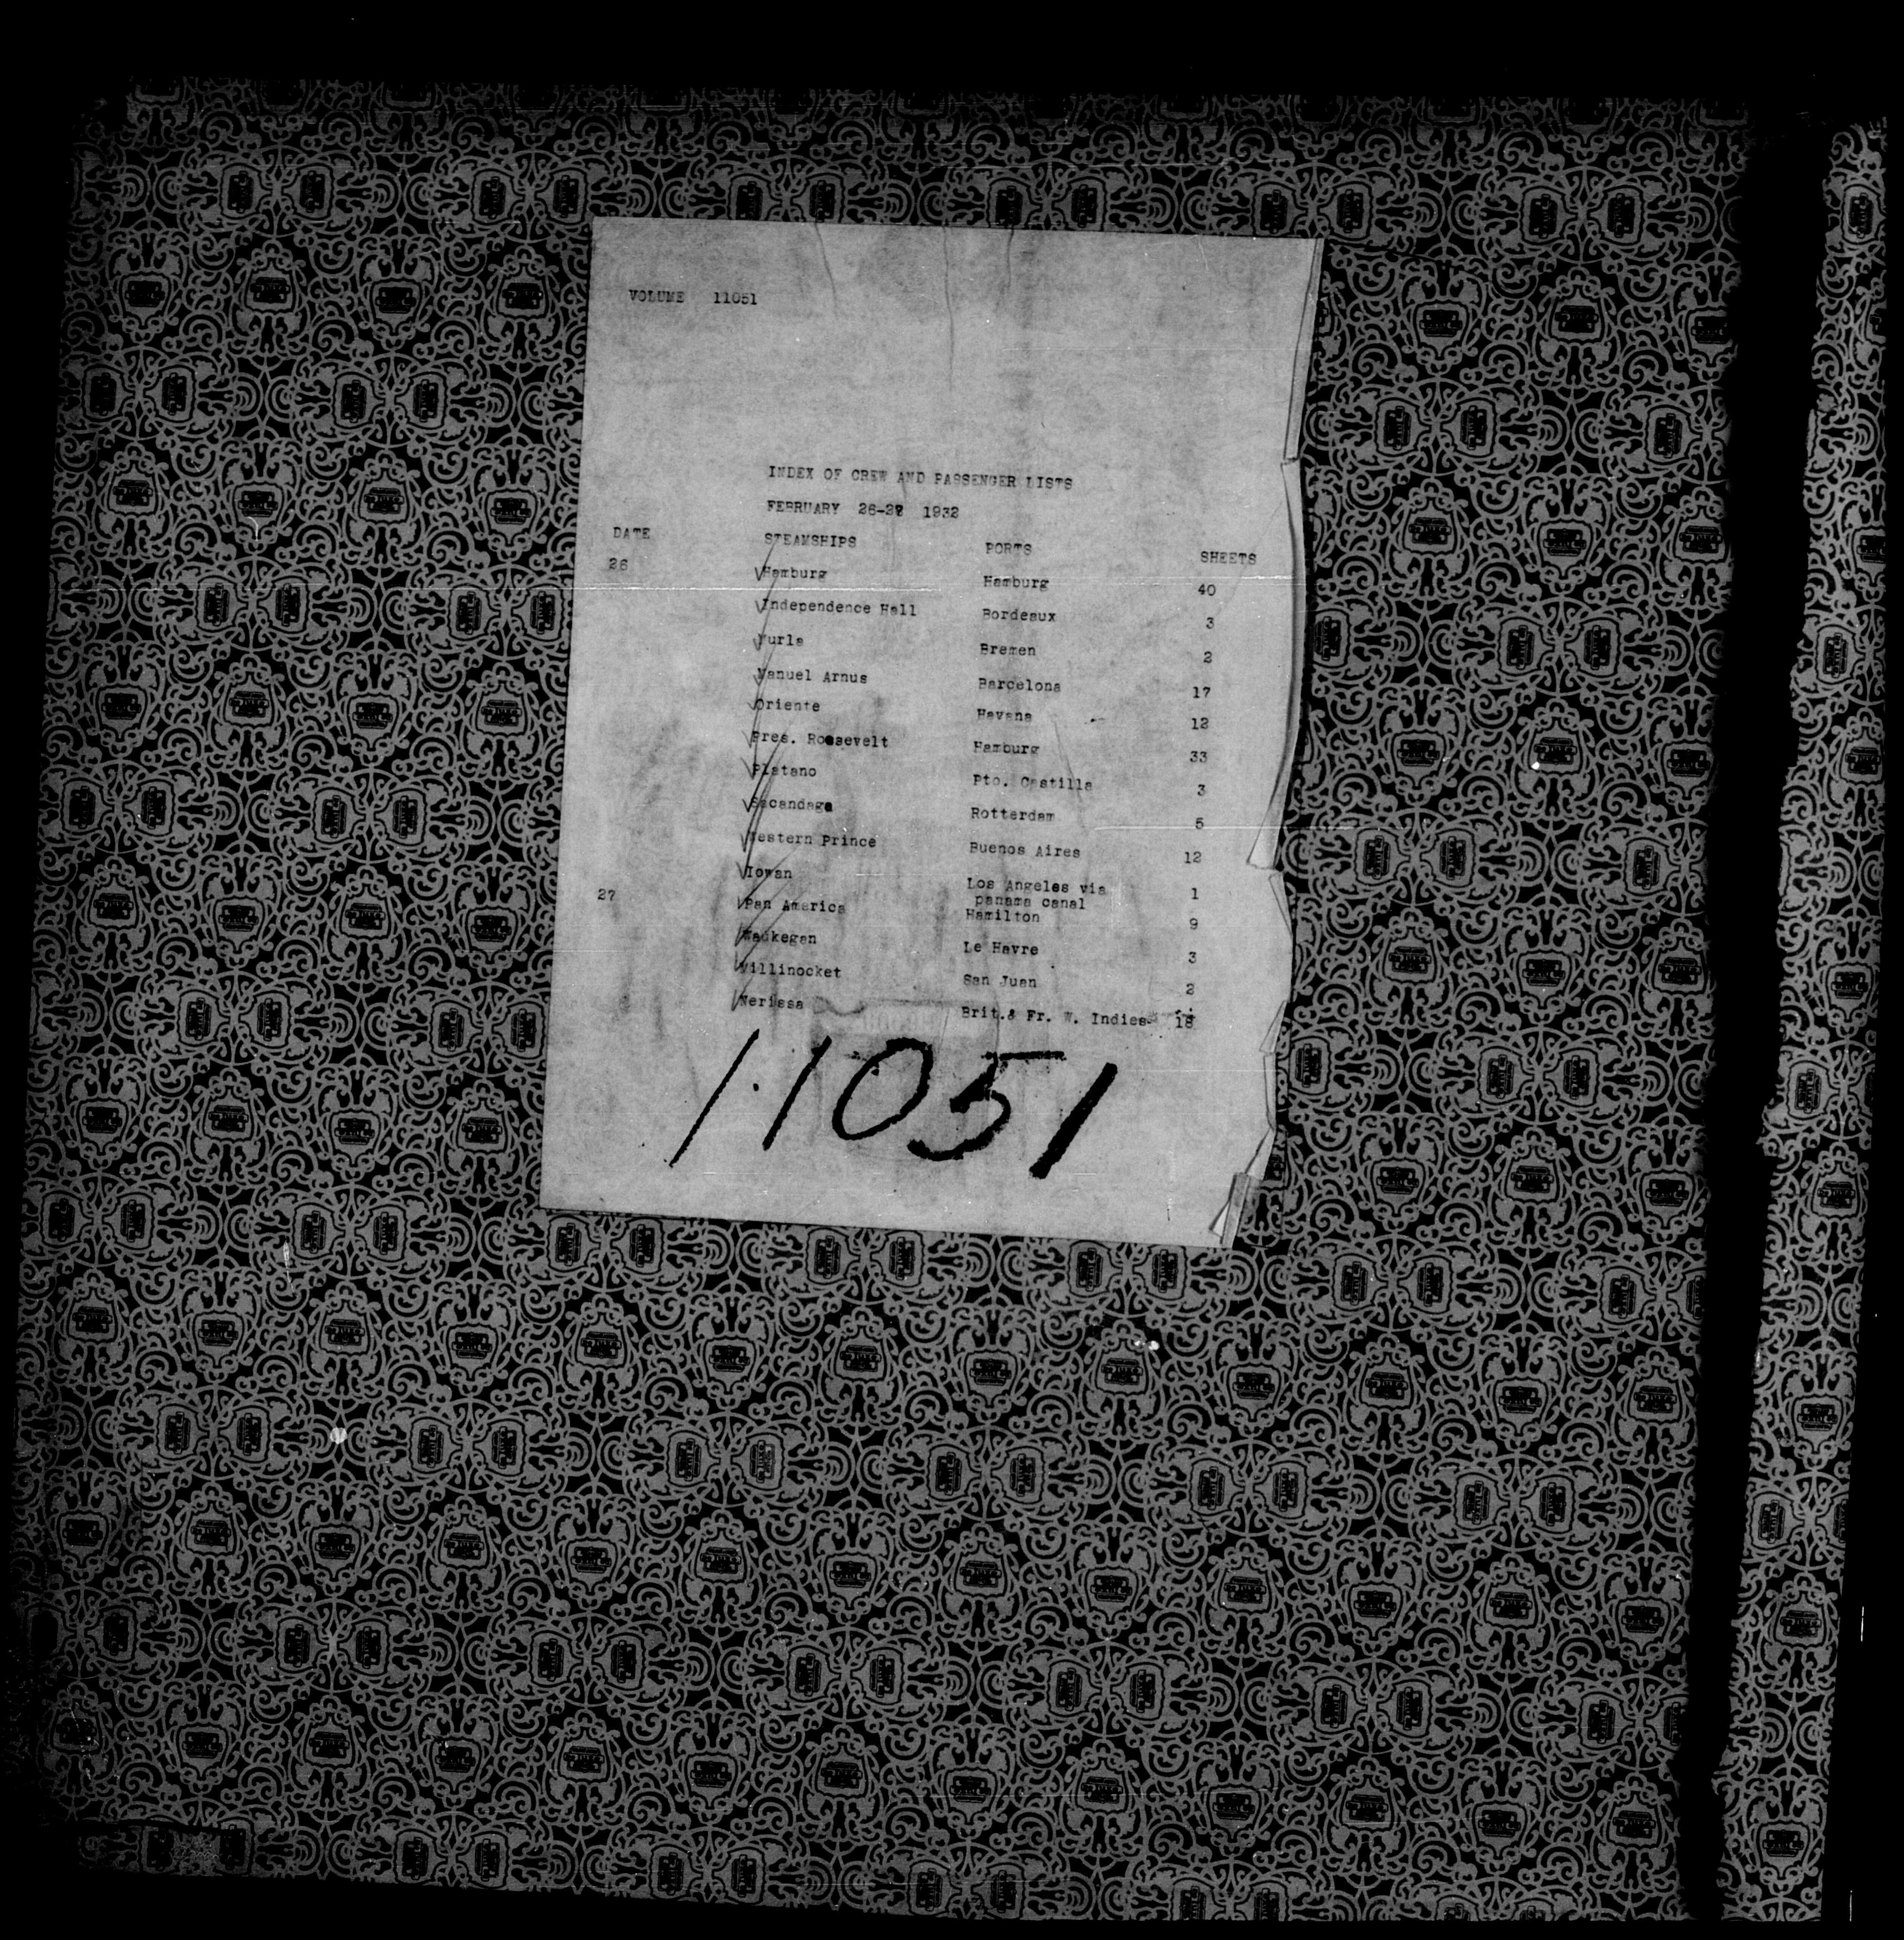 VOLUME 11051
INDEX OF CREW AND PASSENGER LISTS
FEBRUARY 26-27 1932
DATE STEAMSHIPS PORTS SHEETS
26 Hamburg Hamburg 40
Independence Hall Bordeaux 3
Murla Bremen 2
Manuel Arnus Barcelona 17
Oriente Havana 12
Pres. Roosevelt Hamburg 33
Platano Pto. Castilla 3
Sacandaga Rotterdam 5
Western Prince Buenos Aires 12
Iowan Los Angeles via 1
panama canal
27 Pan America Hamilton 9
Waukegan Le Havre 3
Millinocket San Juan 2
Nerissa Brit.& Fr. W. Indies 18
11051